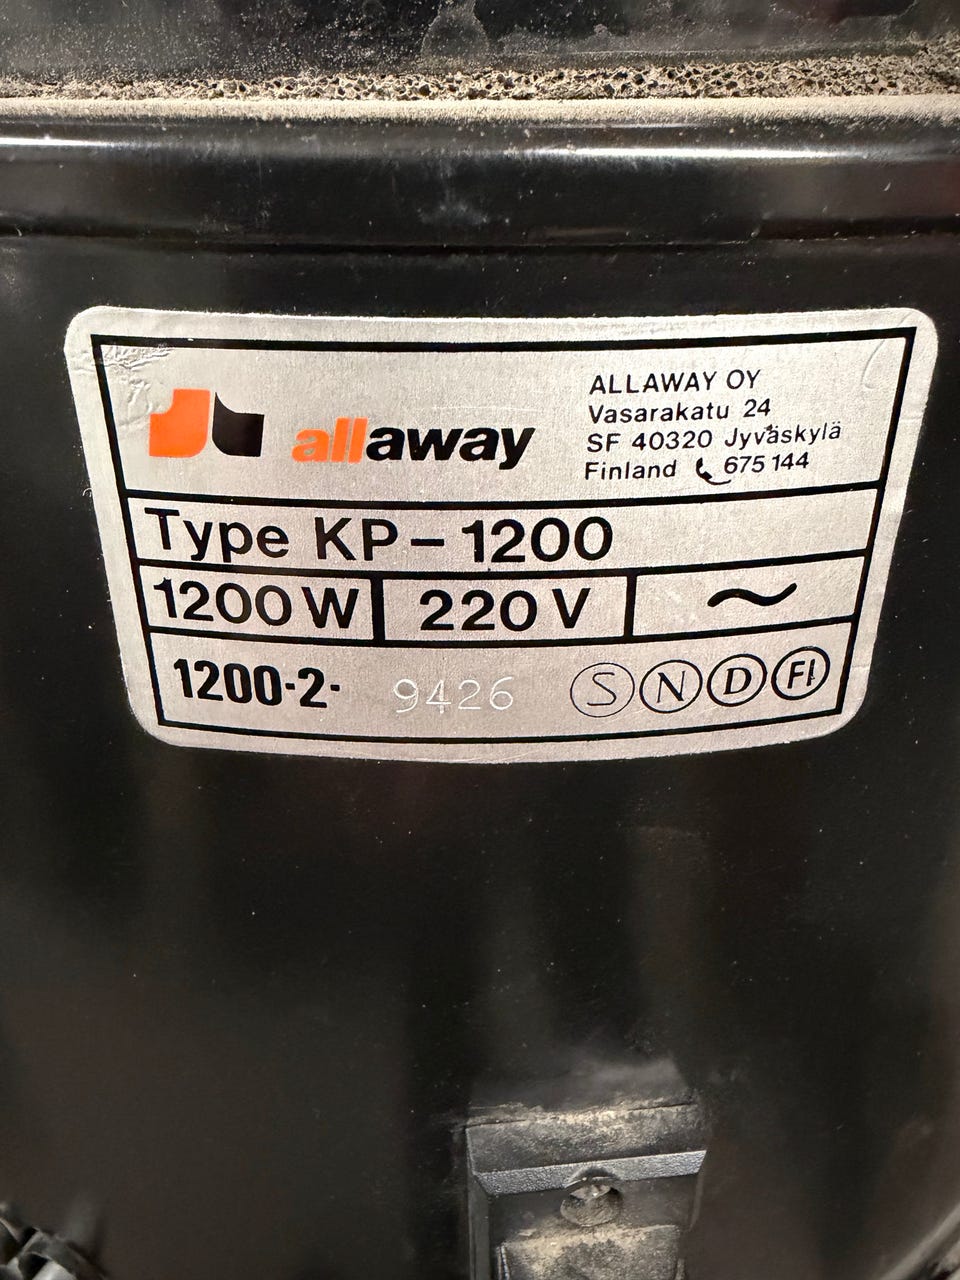 allaway
ALLAWAY OY
Vasarakatu 24
SF 40320 Jyväskylä
Finland 675 144
Type KP-1200
1200 W 220 V ~
1200·2· 9426 S N D FI